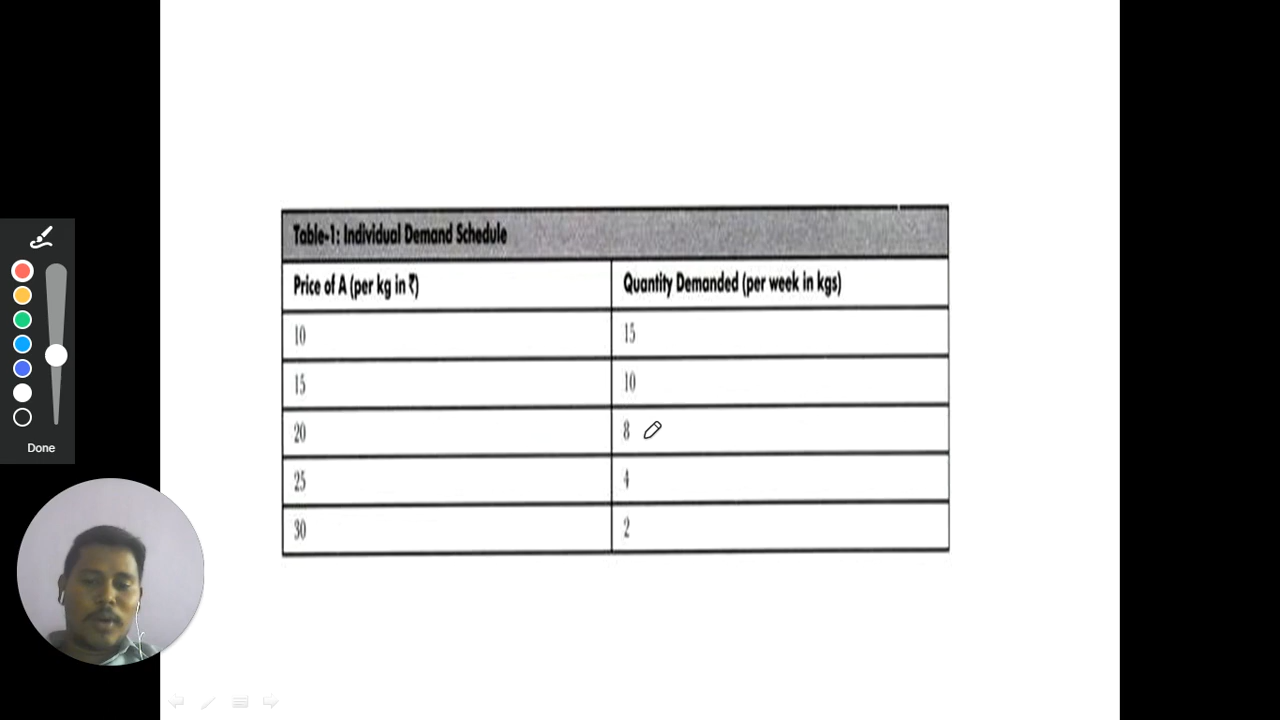 Table-1: Individual Demand Schedule
Price of A (per kg in ₹) Quantity Demanded (per week in kgs)
10 15
15 10
20 8
25 4
30 2
Done